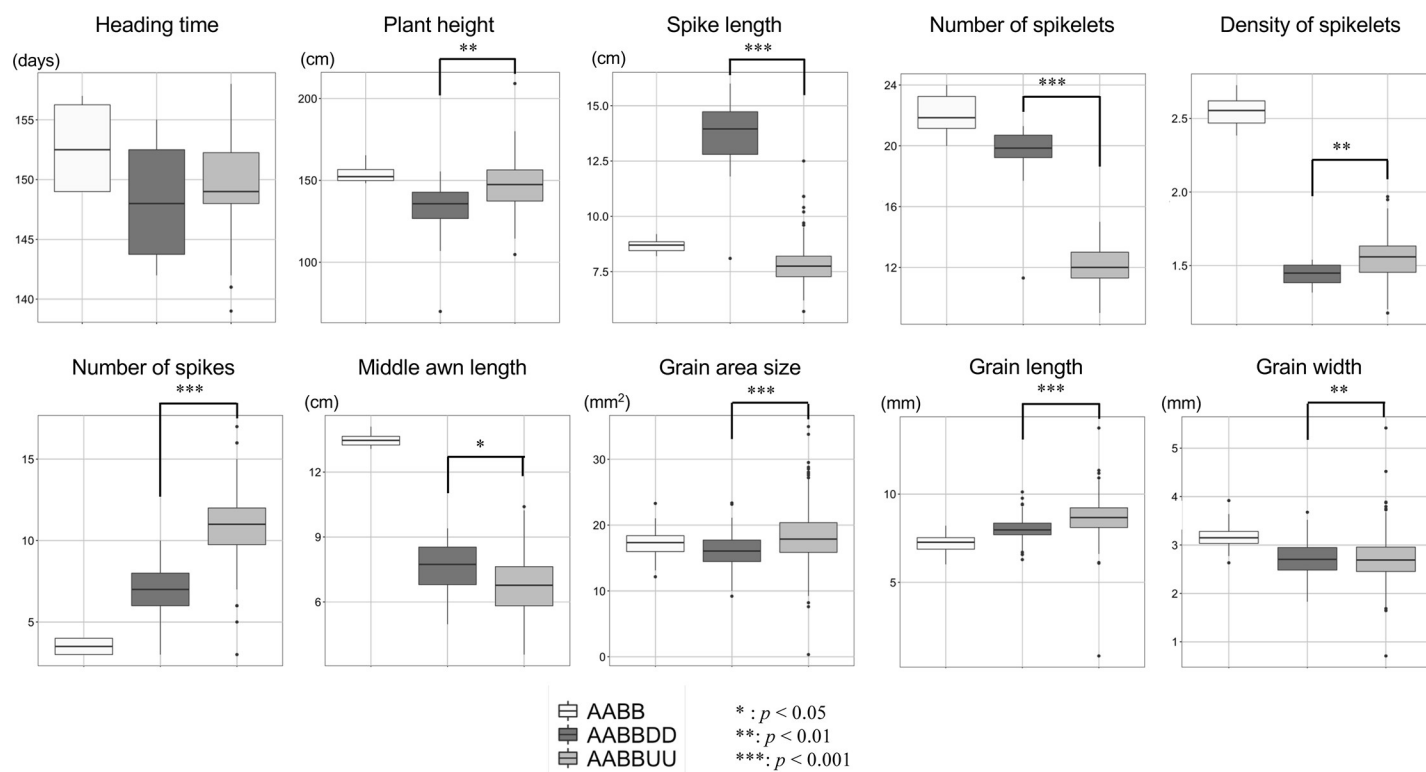 Heading time
Plant height
Spike length
Number of spikelets
Density of spikelets
(days)
(cm)
**
(cm)
***
***
**
155
150
145
140
200
150
100
15.0
12.5
10.0
7.5
24
20
16
12
2.5
2.0
1.5
Number of spikes
Middle awn length
Grain area size
Grain length
Grain width
***
(cm)
*
(mm²)
***
(mm)
***
(mm)
**
15
10
5
12
9
6
30
20
10
0
10
5
5
4
3
2
1
AABB
AABBDD
AABBUU
* : p < 0.05
**: p < 0.01
***: p < 0.001